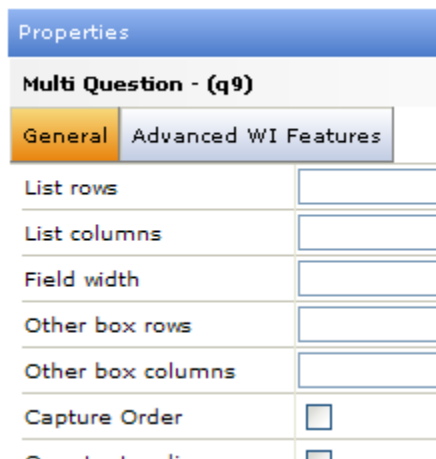 Properties
Multi Question - (q9)
General Advanced WI Features
List rows
List columns
Field width
Other box rows
Other box columns
Capture Order